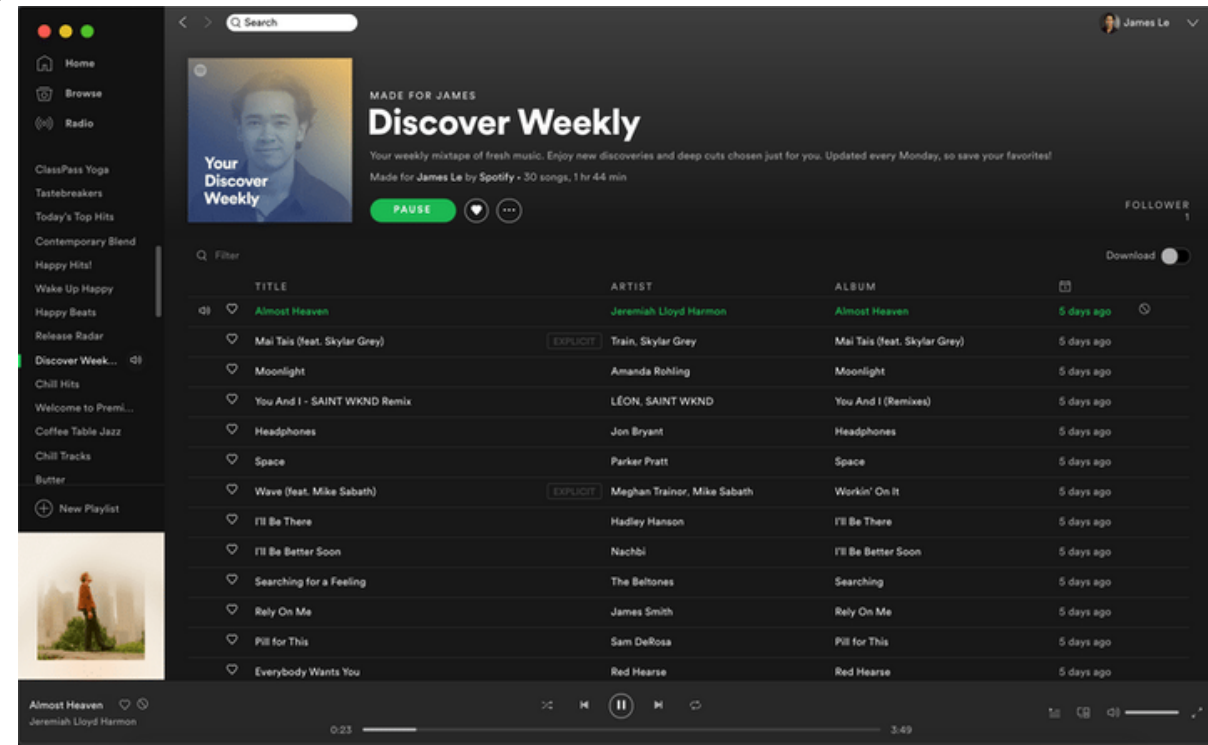 Search
James Le
Home
Browse
Radio
ClassPass Yoga
Tastebreakers
Today's Top Hits
Contemporary Blend
Happy Hits!
Wake Up Happy
Happy Beats
Release Radar
Discover Week...
Chill Hits
Welcome to Premi...
Coffee Table Jazz
Chill Tracks
Butter
New Playlist
Your
Discover
Weekly
MADE FOR JAMES
Discover Weekly
Your weekly mixtape of fresh music. Enjoy new discoveries and deep cuts chosen just for you. Updated every Monday, so save your favorites!
Made for James Le by Spotify • 30 songs, 1 hr 44 min
PAUSE
FOLLOWER
1
Filter
Download
TITLE ARTIST ALBUM
Almost Heaven Jeremiah Lloyd Harmon Almost Heaven 5 days ago
Mai Tais (feat. Skylar Grey) EXPLICIT Train, Skylar Grey Mai Tais (feat. Skylar Grey) 5 days ago
Moonlight Amanda Rohling Moonlight 5 days ago
You And I - SAINT WKND Remix LÉON, SAINT WKND You And I (Remixes) 5 days ago
Headphones Jon Bryant Headphones 5 days ago
Space Parker Pratt Space 5 days ago
Wave (feat. Mike Sabath) EXPLICIT Meghan Trainor, Mike Sabath Workin' On It 5 days ago
I'll Be There Hadley Hanson I'll Be There 5 days ago
I'll Be Better Soon Nachbi I'll Be Better Soon 5 days ago
Searching for a Feeling The Beltones Searching 5 days ago
Rely On Me James Smith Rely On Me 5 days ago
Pill for This Sam DeRosa Pill for This 5 days ago
Everybody Wants You Red Hearse Red Hearse 5 days ago
Almost Heaven
Jeremiah Lloyd Harmon
0:23 3:49